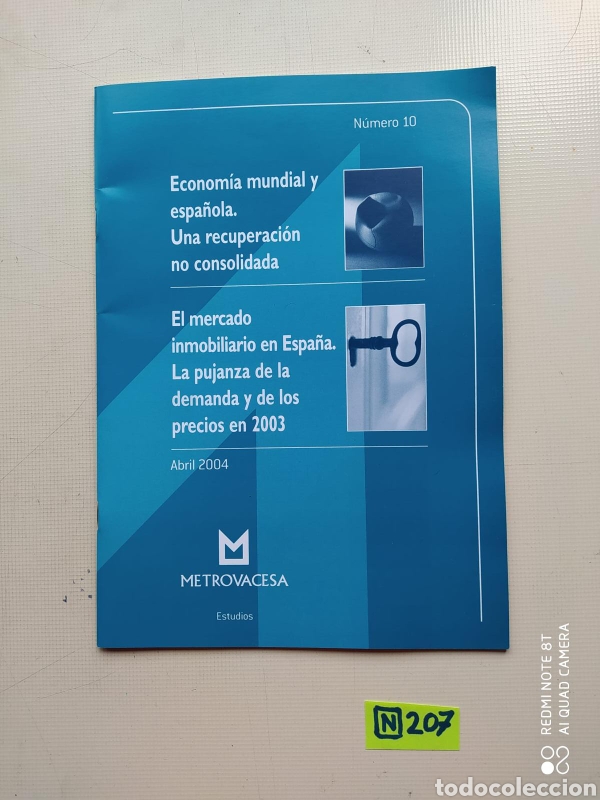 Número 10
Economía mundial y
española.
Una recuperación
no consolidada
El mercado
inmobiliario en España.
La pujanza de la
demanda y de los
precios en 2003
Abril 2004
METROVACESA
Estudios
N 207
REDMI NOTE 8T
AI QUAD CAMERA
todocoleccion